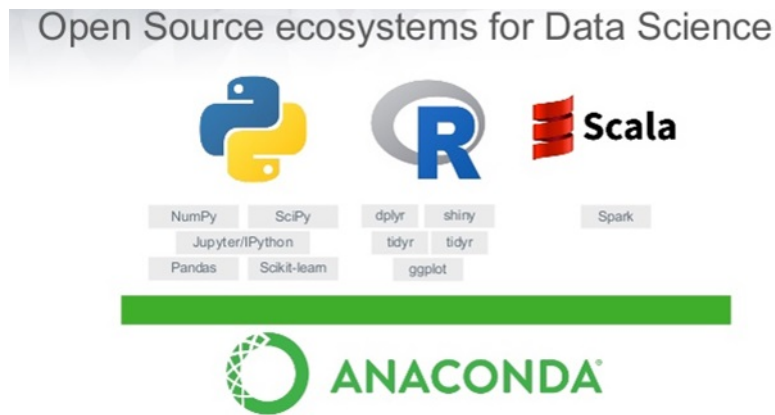 Open Source ecosystems for Data Science
R
Scala
NumPy SciPy dplyr shiny Spark
Jupyter/IPython tidyr tidyr
Pandas Scikit-learn ggplot
ANACONDA